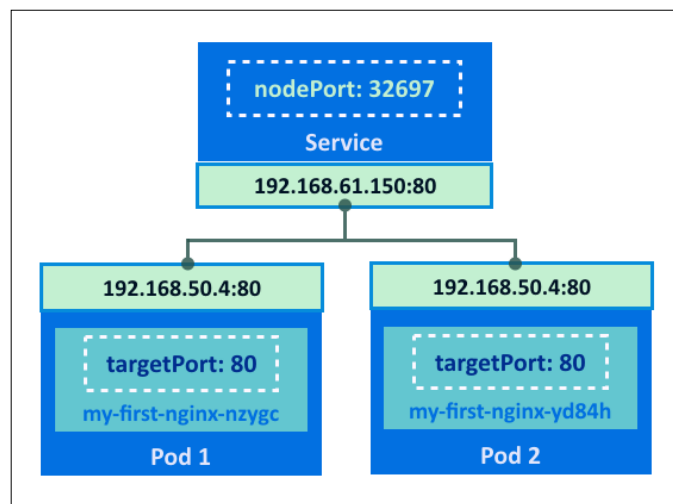 nodePort: 32697
Service
192.168.61.150:80
192.168.50.4:80
192.168.50.4:80
targetPort: 80
targetPort: 80
my-first-nginx-nzygc
my-first-nginx-yd84h
Pod 1
Pod 2